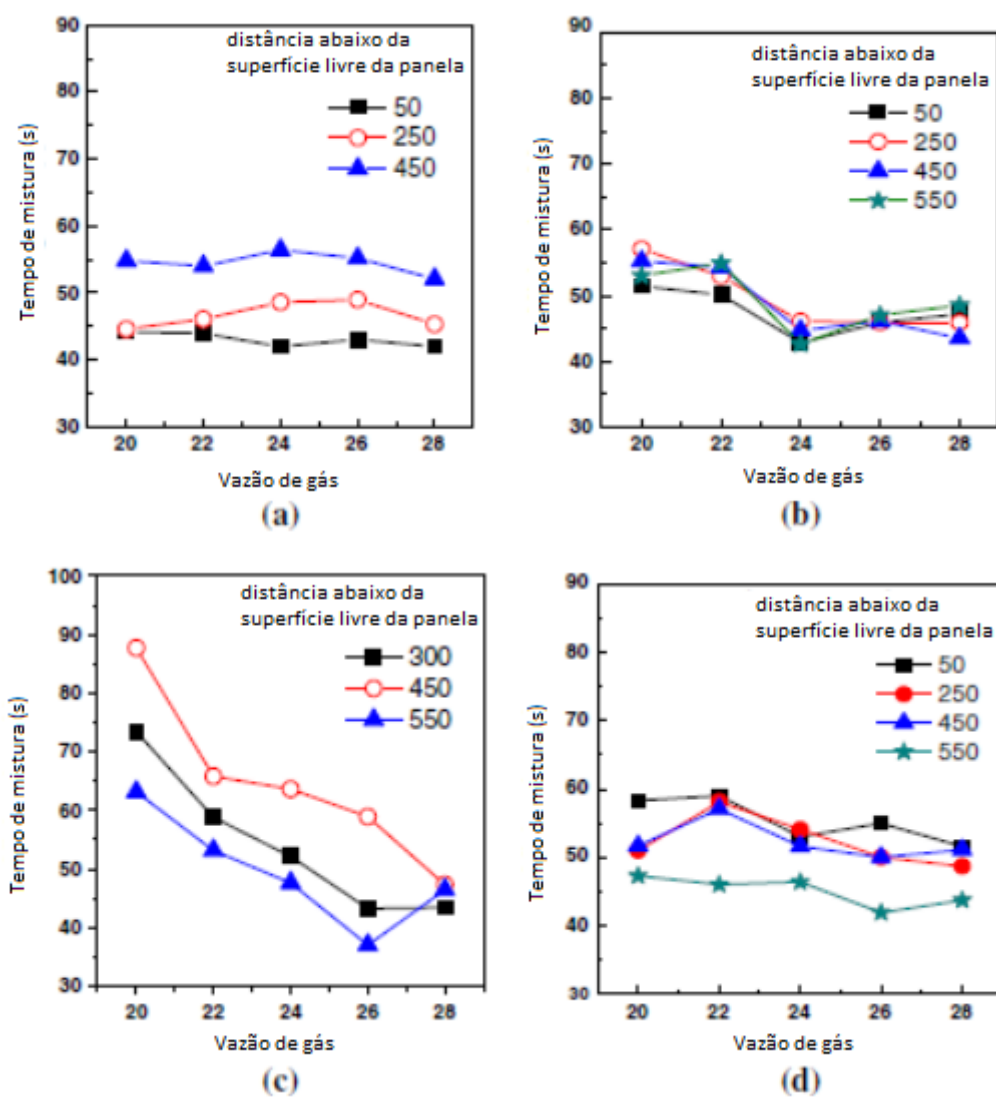 90
80
70
60
50
40
30
Tempo de mistura (s)
distância abaixo da
superfície livre da panela
50
250
450
20 22 24 26 28
Vazão de gás
(a)
90
80
70
60
50
40
30
Tempo de mistura (s)
distância abaixo da
superfície livre da panela
50
250
450
550
20 22 24 26 28
Vazão de gás
(b)
100
90
80
70
60
50
40
30
Tempo de mistura (s)
distância abaixo da
superfície livre da panela
300
450
550
20 22 24 26 28
Vazão de gás
(c)
90
80
70
60
50
40
30
Tempo de mistura (s)
distância abaixo da
superfície livre da panela
50
250
450
550
20 22 24 26 28
Vazão de gás
(d)